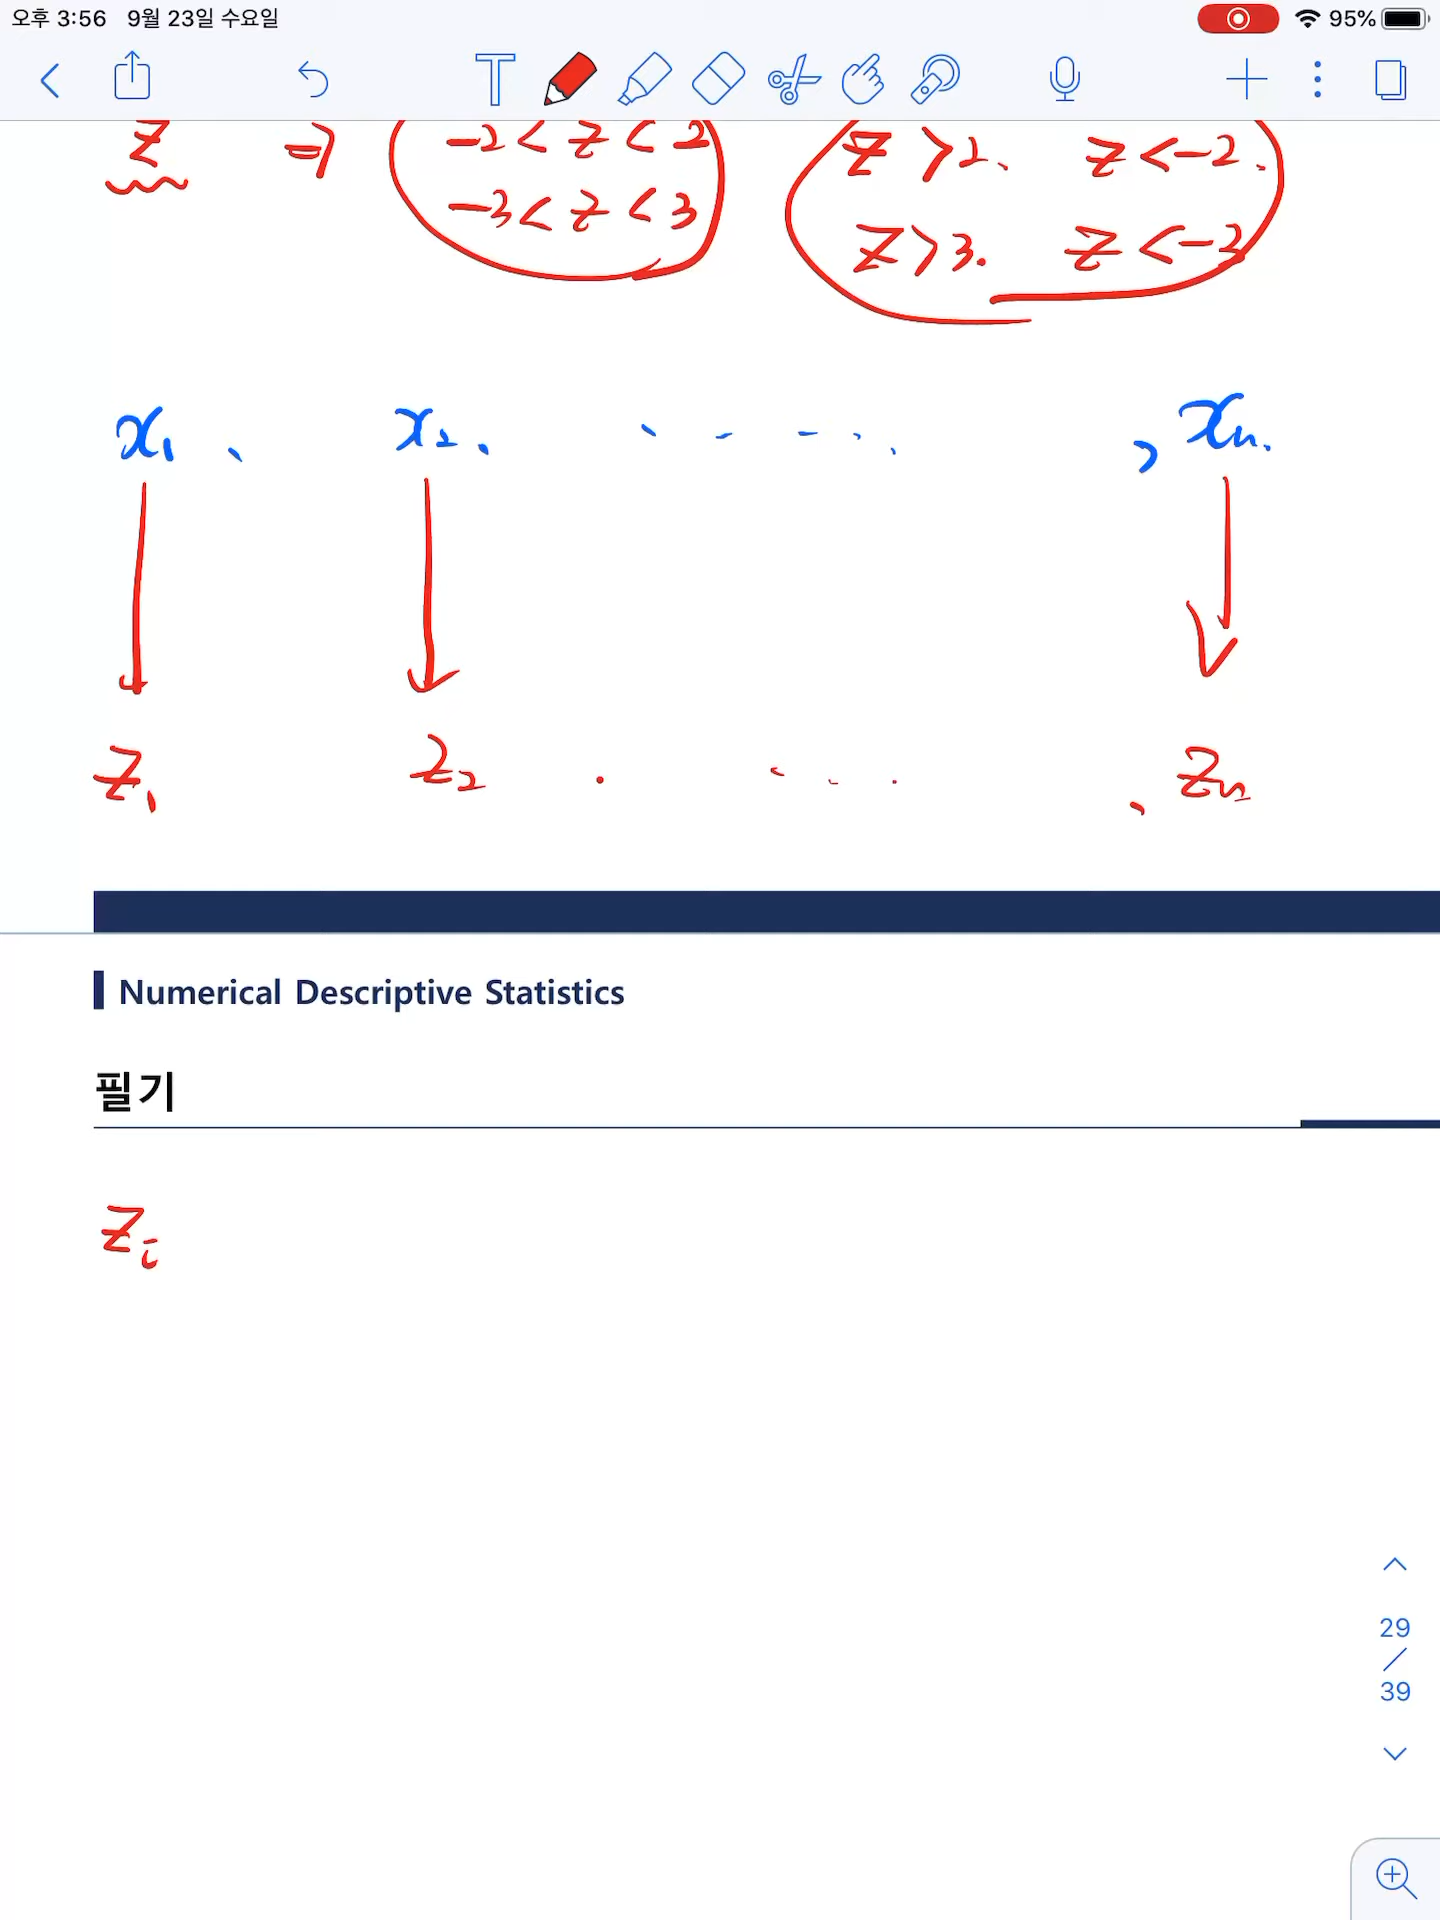 오후 3:56 9월 23일 수요일 95%
Z ⇒ -2 < Z < 2 Z > 2. Z < -2.
-3 < Z < 3 Z > 3. Z < -3
x₁, x₂, ..... , xₙ.
Z₁ Z₂ . ... , Zₙ
Numerical Descriptive Statistics
필기
Zᵢ
29
/
39